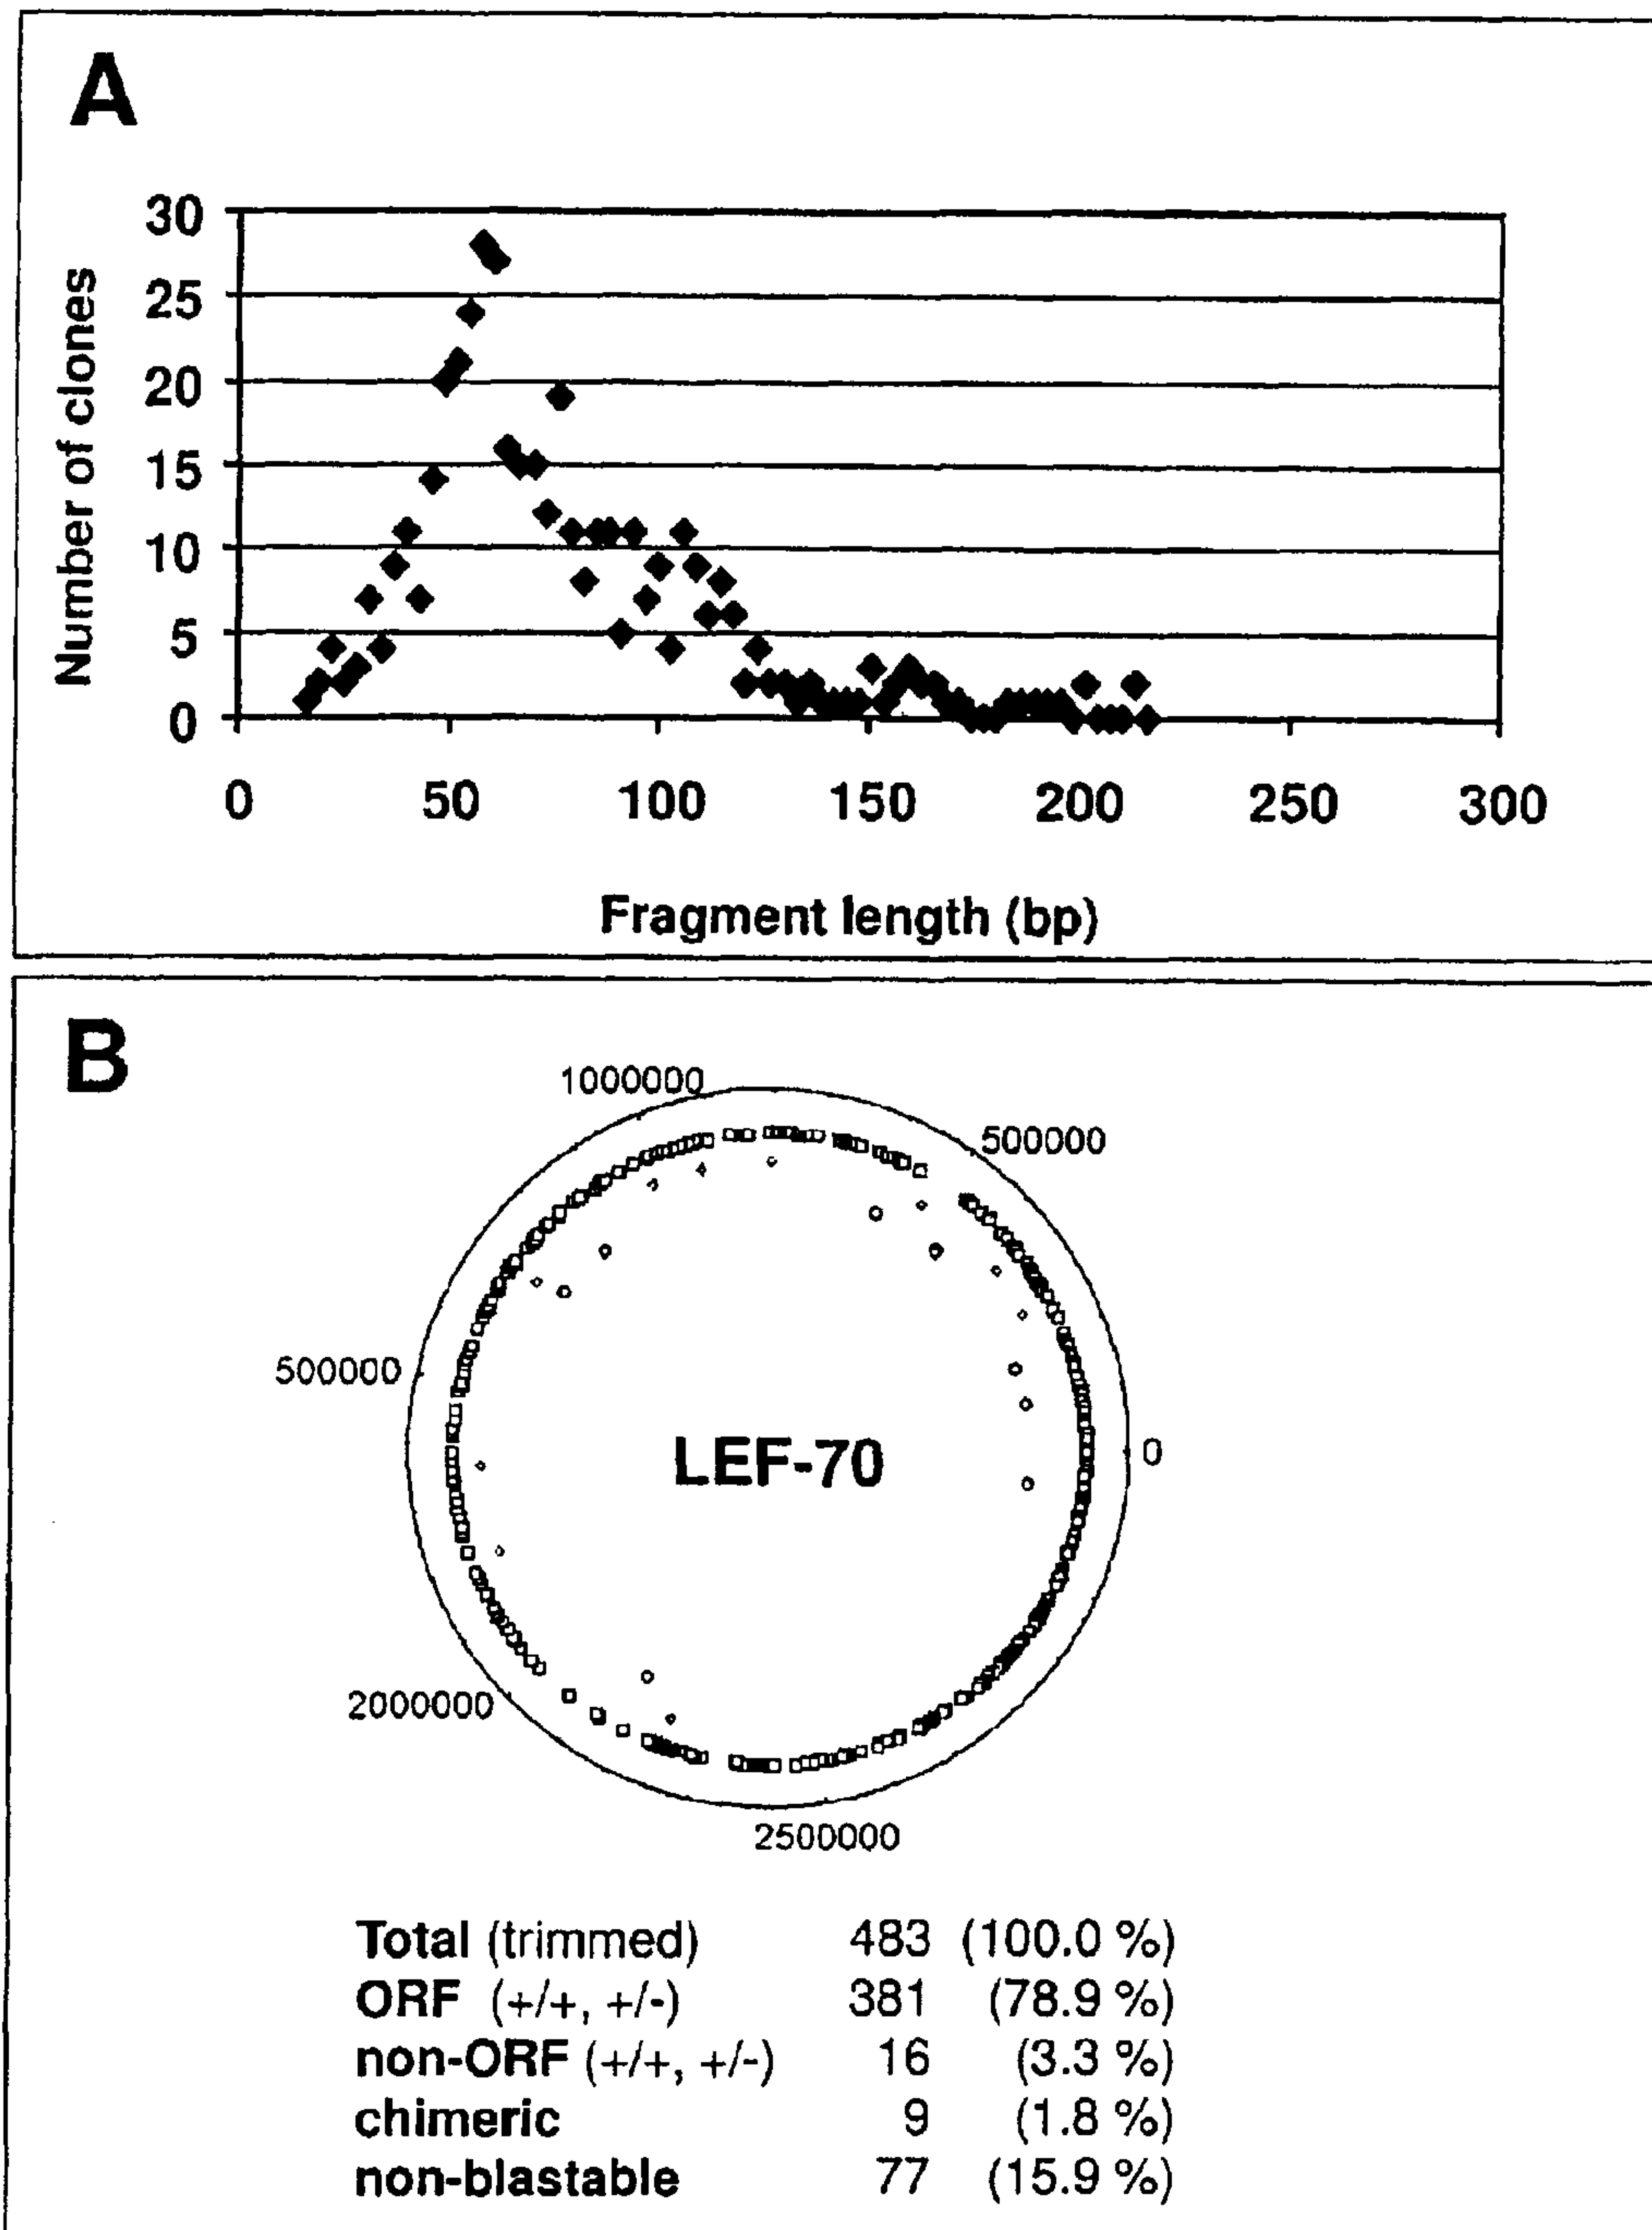 A
Number of clones
30
25
20
15
10
5
0
0 50 100 150 200 250 300
Fragment length (bp)
B
1000000
500000
500000
LEF-70
0
2000000
2500000
Total (trimmed) 483 (100.0 %)
ORF (+/+, +/-) 381 (78.9 %)
non-ORF (+/+, +/-) 16 (3.3 %)
chimeric 9 (1.8 %)
non-blastable 77 (15.9 %)